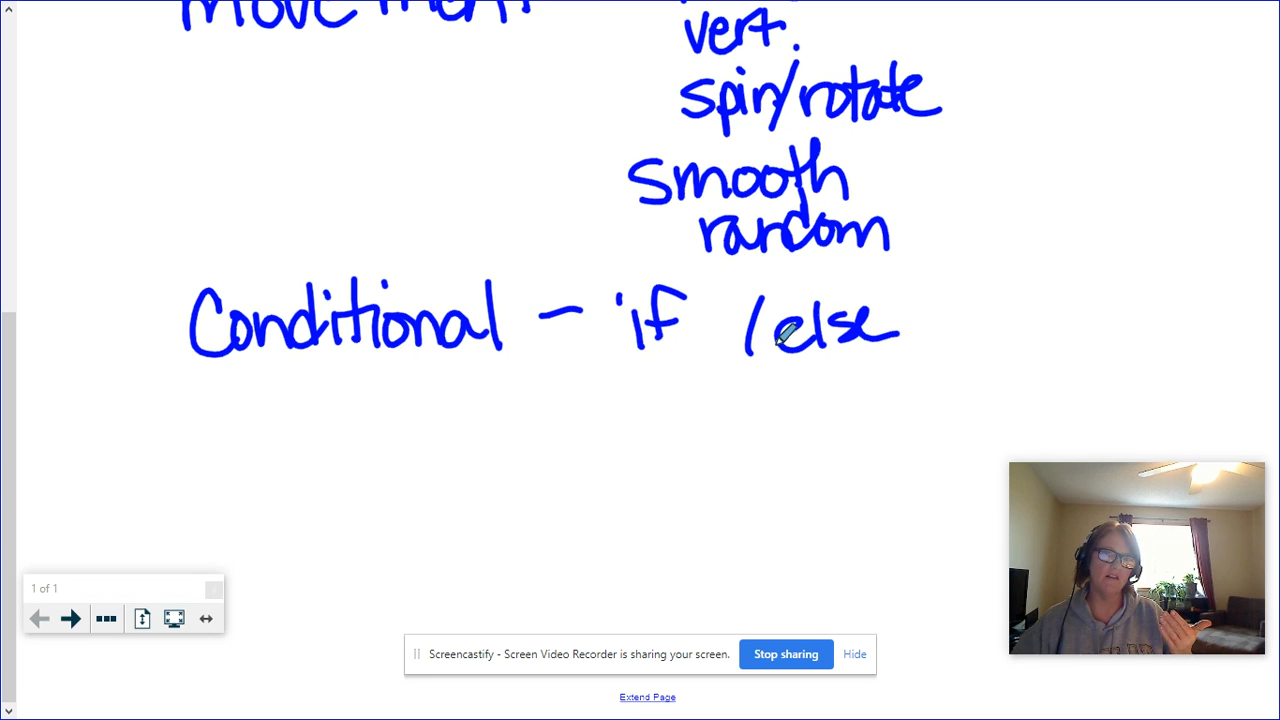 movement
vert.
spin/rotate
smooth
random
Conditional - if /else
1 of 1
Screencastify - Screen Video Recorder is sharing your screen.
Stop sharing
Hide
Extend Page